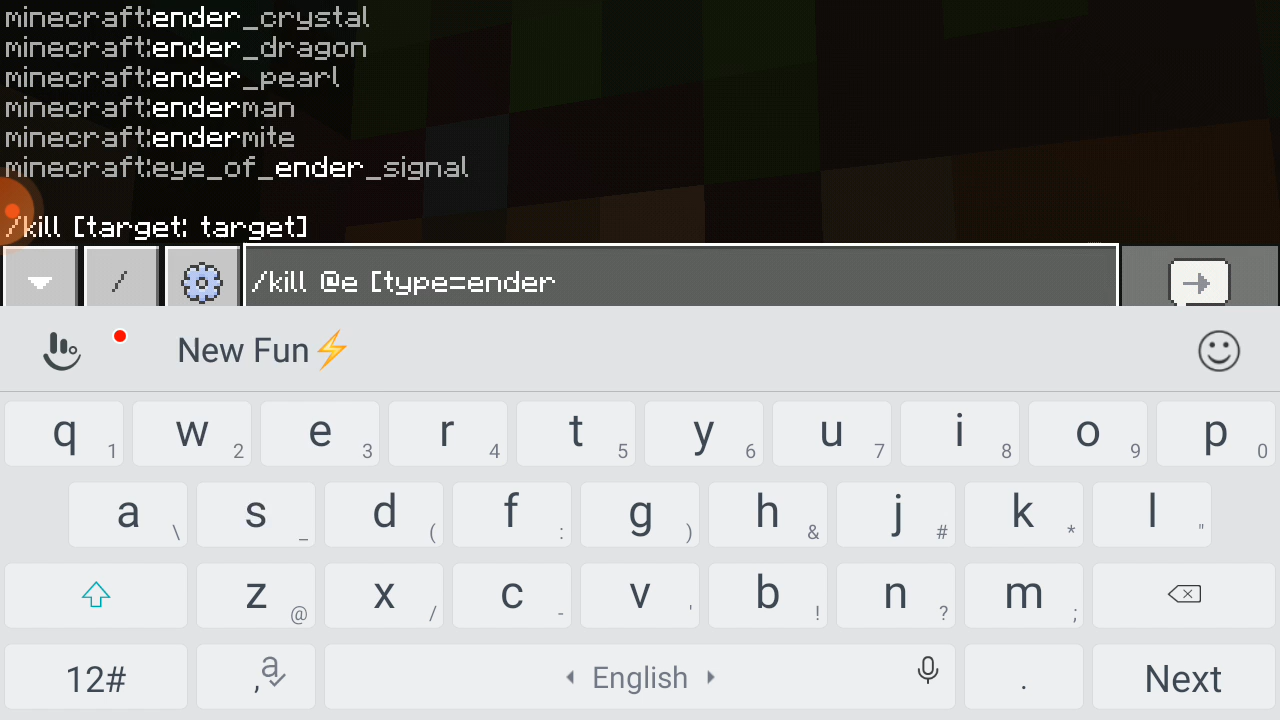 minecraft:ender_crystal
minecraft:ender_dragon
minecraft:ender_pearl
minecraft:enderman
minecraft:endermite
minecraft:eye_of_ender_signal
/kill [target: target]
/
/kill @e [type=ender
New Fun⚡
q 1 w 2 e 3 r 4 t 5 y 6 u 7 i 8 o 9 p 0
a \ s _ d ( f : g ) h & j # k * l "
z @ x / c - v ' b ! n ? m ;
12# , a English . Next